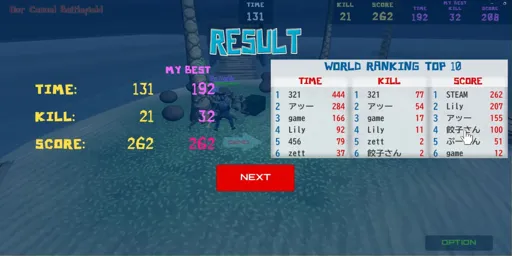 TIME KILL SCORE TIME MY BEST KILL SCORE
131 21 262 192 32 208
RESULT
MY BEST
TIME: 131 192
KILL: 21 32
SCORE: 262 262
WORLD RANKING TOP 10
TIME KILL SCORE
1 321 444 1 321 77 1 STEAM 262
2 アッー 284 2 アッー 54 2 Lily 207
3 game 166 3 game 17 3 アッー 155
4 Lily 92 4 Lily 11 4 餃子さん 100
5 456 79 5 zett 2 5 51
6 zett 37 6 餃子さん 2 6 game 12
NEXT
OPTION